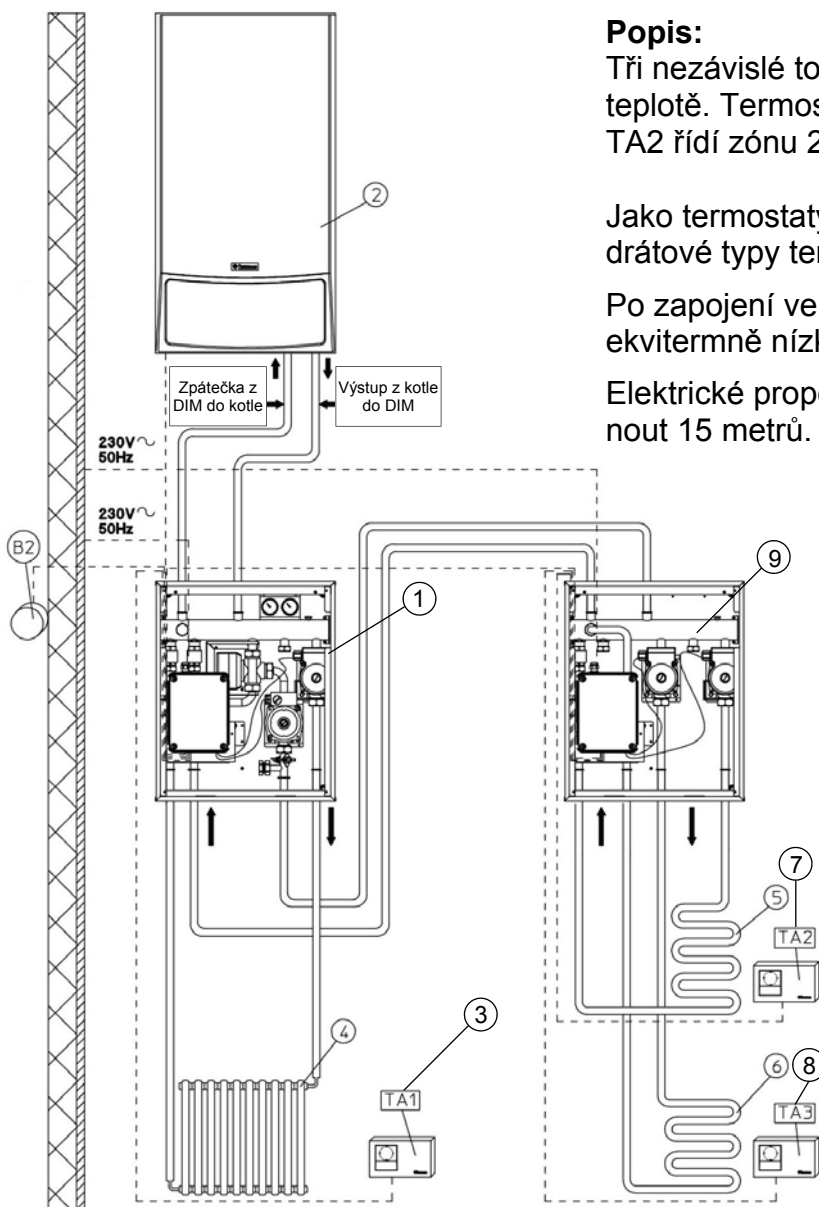 Popis:
Tři nezávislé to
teplotě. Termos
TA2 řídí zónu 2
Jako termostaty
drátové typy ter
Po zapojení ve
ekvitermně nízk
Elektrické prope
nout 15 metrů.
2
Zpátečka z
DIM do kotle
Výstup z kotle
do DIM
230V
50Hz
230V
50Hz
B2
1
9
7
5
TA2
3
4
TA1
6
8
TA3